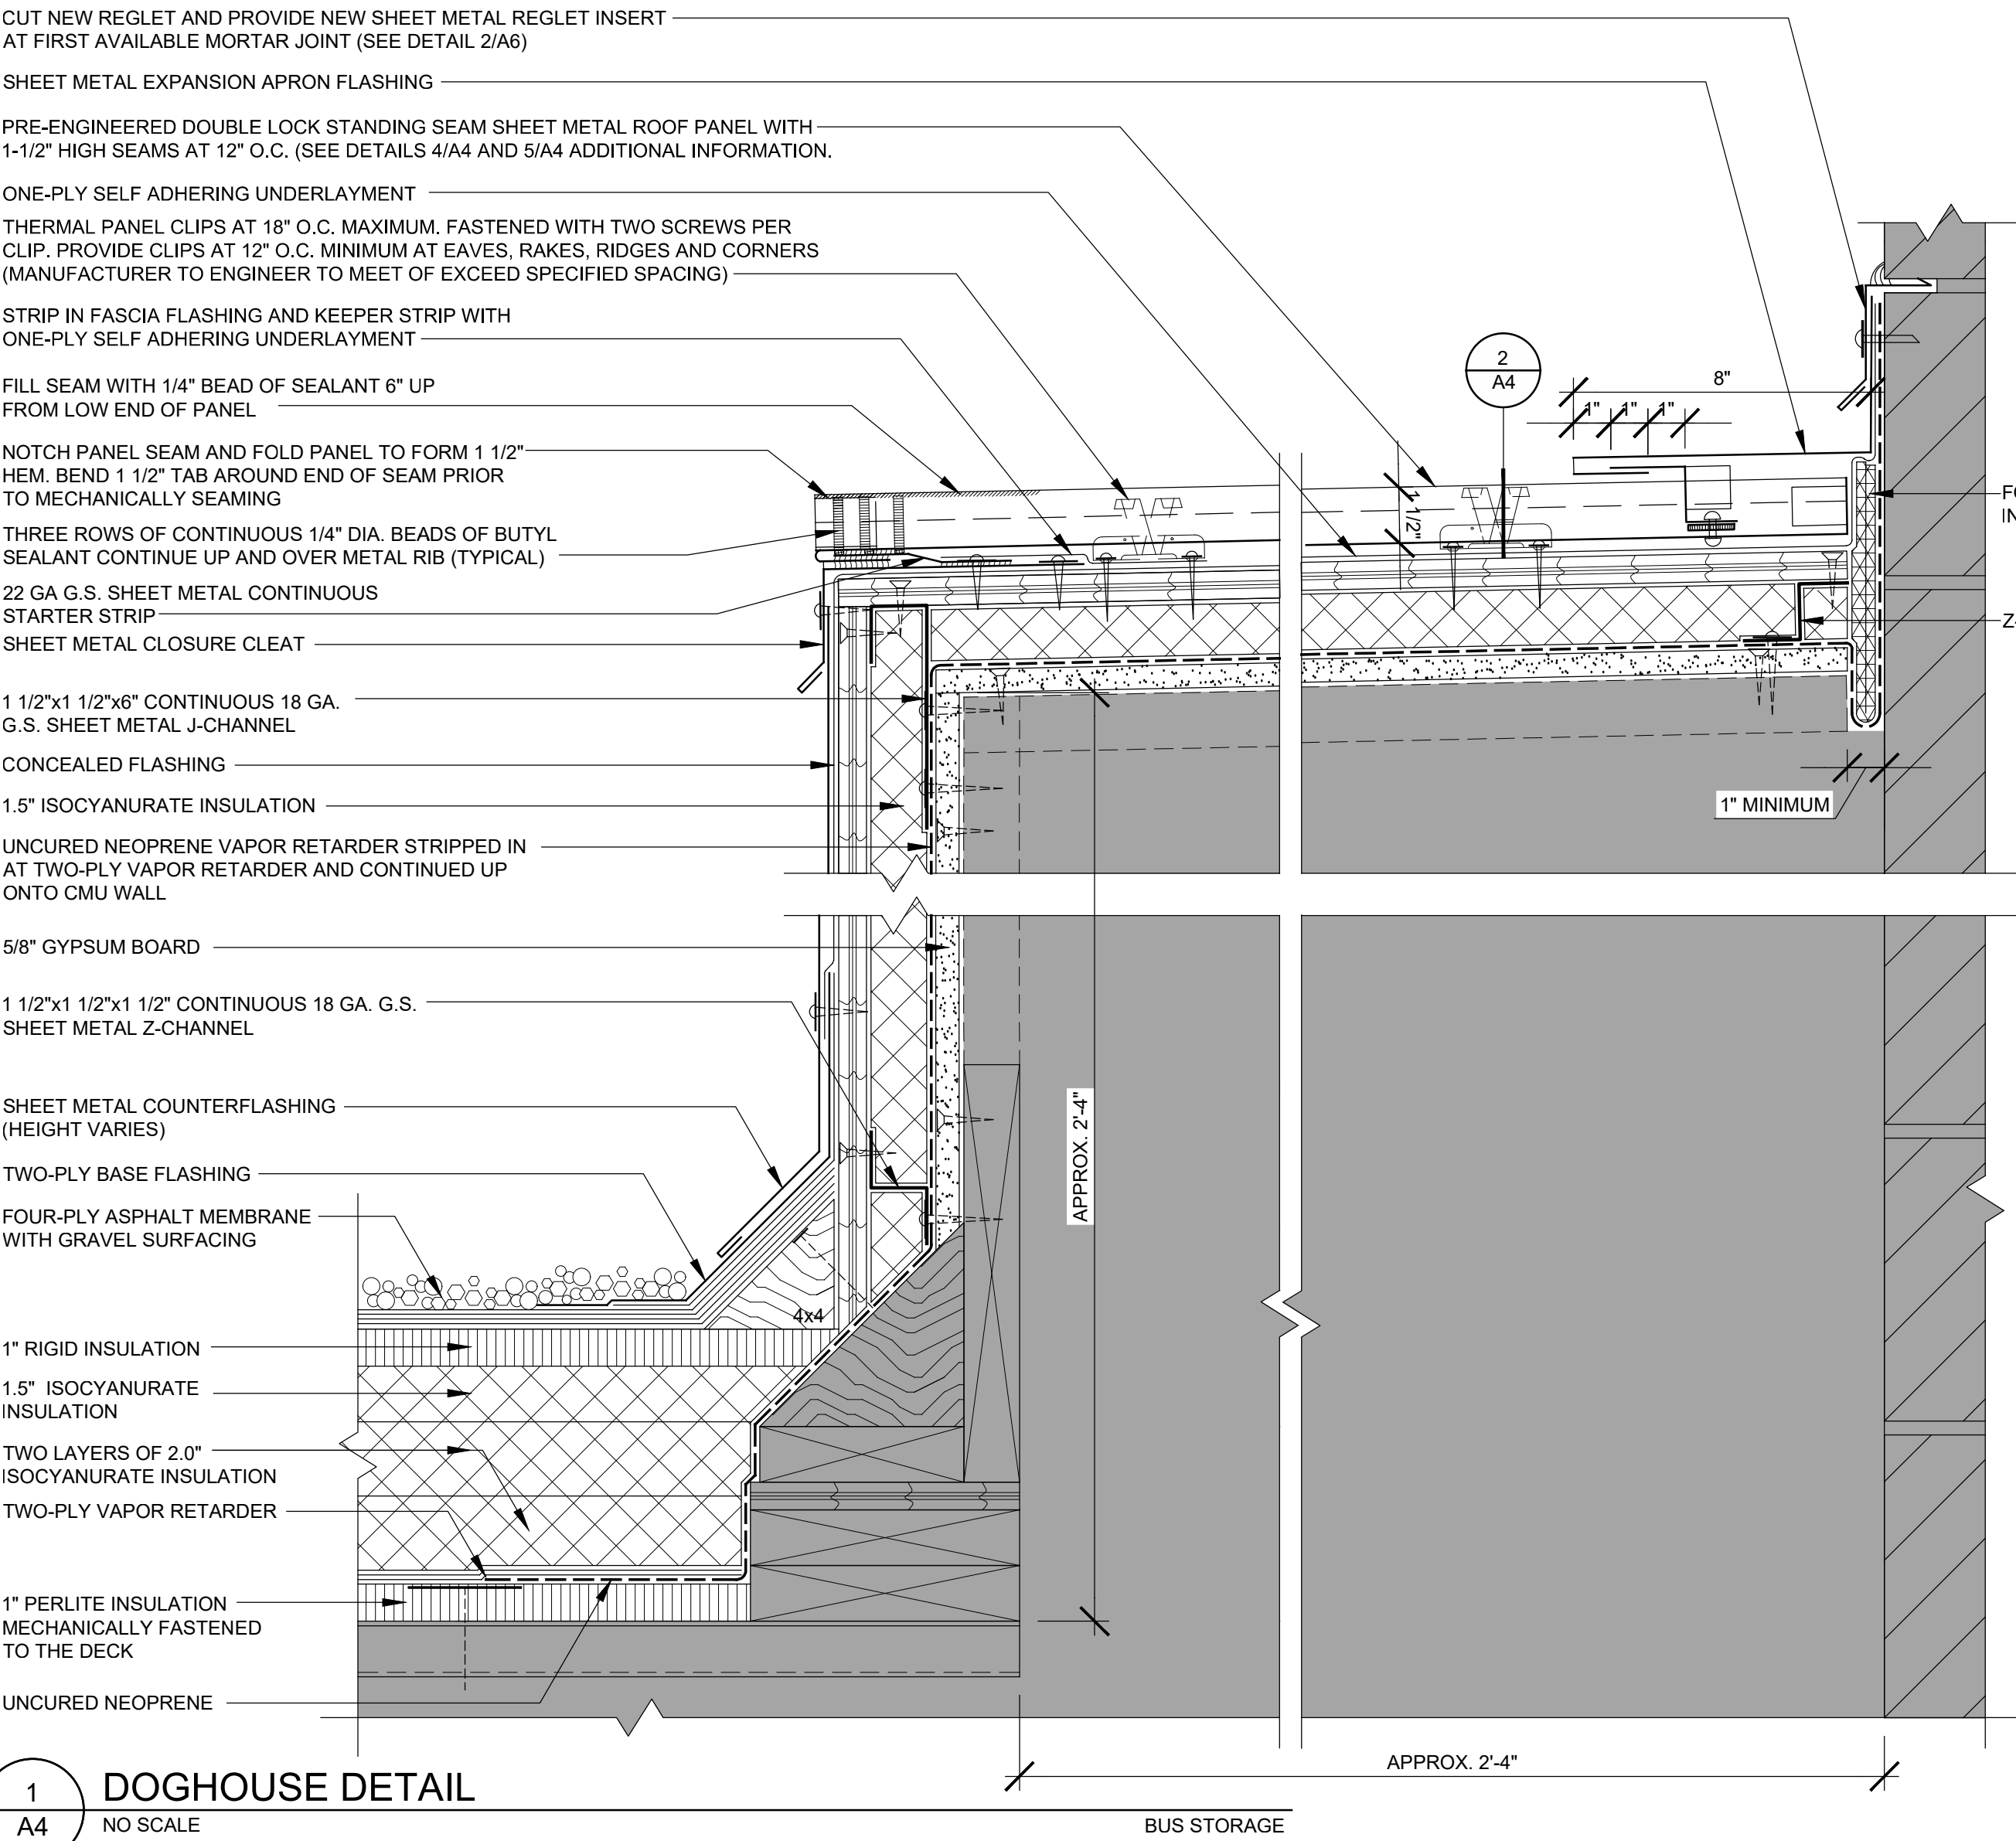 CUT NEW REGLET AND PROVIDE NEW SHEET METAL REGLET INSERT
AT FIRST AVAILABLE MORTAR JOINT (SEE DETAIL 2/A6)
SHEET METAL EXPANSION APRON FLASHING
PRE-ENGINEERED DOUBLE LOCK STANDING SEAM SHEET METAL ROOF PANEL WITH
1-1/2" HIGH SEAMS AT 12" O.C. (SEE DETAILS 4/A4 AND 5/A4 ADDITIONAL INFORMATION.
ONE-PLY SELF ADHERING UNDERLAYMENT
THERMAL PANEL CLIPS AT 18" O.C. MAXIMUM. FASTENED WITH TWO SCREWS PER
CLIP. PROVIDE CLIPS AT 12" O.C. MINIMUM AT EAVES, RAKES, RIDGES AND CORNERS
(MANUFACTURER TO ENGINEER TO MEET OF EXCEED SPECIFIED SPACING)
STRIP IN FASCIA FLASHING AND KEEPER STRIP WITH
ONE-PLY SELF ADHERING UNDERLAYMENT
FILL SEAM WITH 1/4" BEAD OF SEALANT 6" UP
FROM LOW END OF PANEL
NOTCH PANEL SEAM AND FOLD PANEL TO FORM 1 1/2"
HEM. BEND 1 1/2" TAB AROUND END OF SEAM PRIOR
TO MECHANICALLY SEAMING
THREE ROWS OF CONTINUOUS 1/4" DIA. BEADS OF BUTYL
SEALANT CONTINUE UP AND OVER METAL RIB (TYPICAL)
22 GA G.S. SHEET METAL CONTINUOUS
STARTER STRIP
SHEET METAL CLOSURE CLEAT
1 1/2"x1 1/2"x6" CONTINUOUS 18 GA.
G.S. SHEET METAL J-CHANNEL
CONCEALED FLASHING
1.5" ISOCYANURATE INSULATION
UNCURED NEOPRENE VAPOR RETARDER STRIPPED IN
AT TWO-PLY VAPOR RETARDER AND CONTINUED UP
ONTO CMU WALL
5/8" GYPSUM BOARD
1 1/2"x1 1/2"x1 1/2" CONTINUOUS 18 GA. G.S.
SHEET METAL Z-CHANNEL
SHEET METAL COUNTERFLASHING
(HEIGHT VARIES)
TWO-PLY BASE FLASHING
FOUR-PLY ASPHALT MEMBRANE
WITH GRAVEL SURFACING
1" RIGID INSULATION
1.5" ISOCYANURATE
INSULATION
TWO LAYERS OF 2.0"
ISOCYANURATE INSULATION
TWO-PLY VAPOR RETARDER
1" PERLITE INSULATION
MECHANICALLY FASTENED
TO THE DECK
UNCURED NEOPRENE
2
A4
8"
1" 1" 1"
1 1/2"
1" MINIMUM
APPROX. 2'-4"
4x4
APPROX. 2'-4"
1
A4
DOGHOUSE DETAIL
NO SCALE
BUS STORAGE